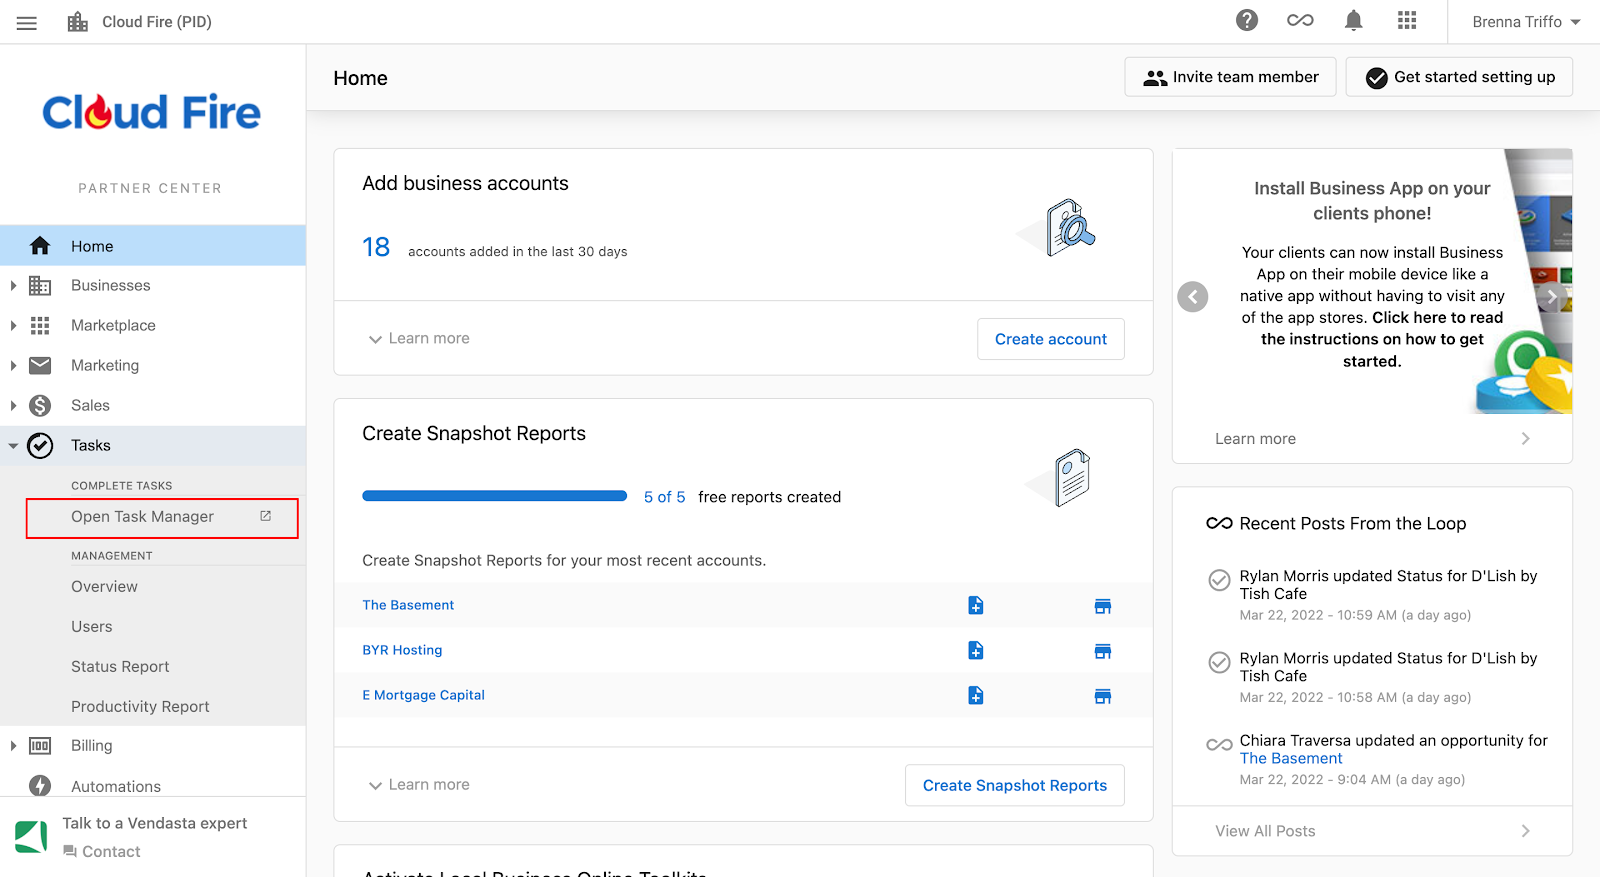 Cloud Fire (PID)
Brenna Triffo
Cloud Fire
PARTNER CENTER
Home
Businesses
Marketplace
Marketing
Sales
Tasks
COMPLETE TASKS
Open Task Manager
MANAGEMENT
Overview
Users
Status Report
Productivity Report
Billing
Automations
Talk to a Vendasta expert
Contact
Home
Invite team member
Get started setting up
Add business accounts
18 accounts added in the last 30 days
Learn more
Create account
Create Snapshot Reports
5 of 5 free reports created
Create Snapshot Reports for your most recent accounts.
The Basement
BYR Hosting
E Mortgage Capital
Learn more
Create Snapshot Reports
Activate Local Business Online Toolkits
Install Business App on your
clients phone!
Your clients can now install Business
App on their mobile device like a
native app without having to visit any
of the app stores. Click here to read
the instructions on how to get
started.
Learn more
Recent Posts From the Loop
Rylan Morris updated Status for D'Lish by
Tish Cafe
Mar 22, 2022 - 10:59 AM (a day ago)
Rylan Morris updated Status for D'Lish by
Tish Cafe
Mar 22, 2022 - 10:58 AM (a day ago)
Chiara Traversa updated an opportunity for
The Basement
Mar 22, 2022 - 9:04 AM (a day ago)
View All Posts